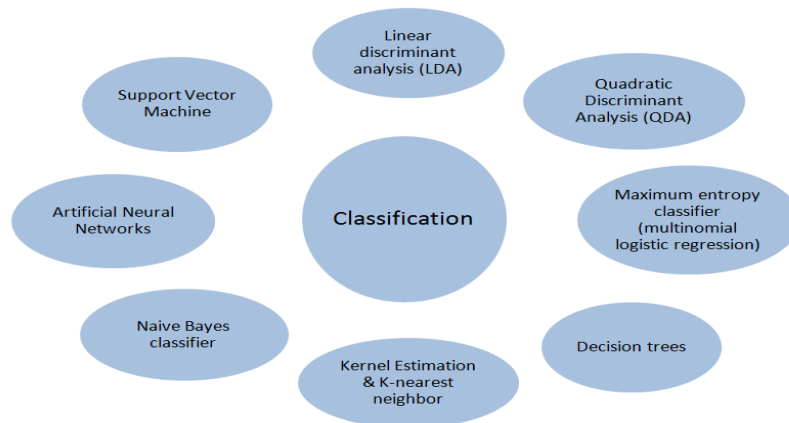 Linear
discriminant
analysis (LDA)
Quadratic
Discriminant
Analysis (QDA)
Maximum entropy
classifier
(multinomial
logistic regression)
Decision trees
Kernel Estimation
& K-nearest
neighbor
Naive Bayes
classifier
Artificial Neural
Networks
Support Vector
Machine
Classification